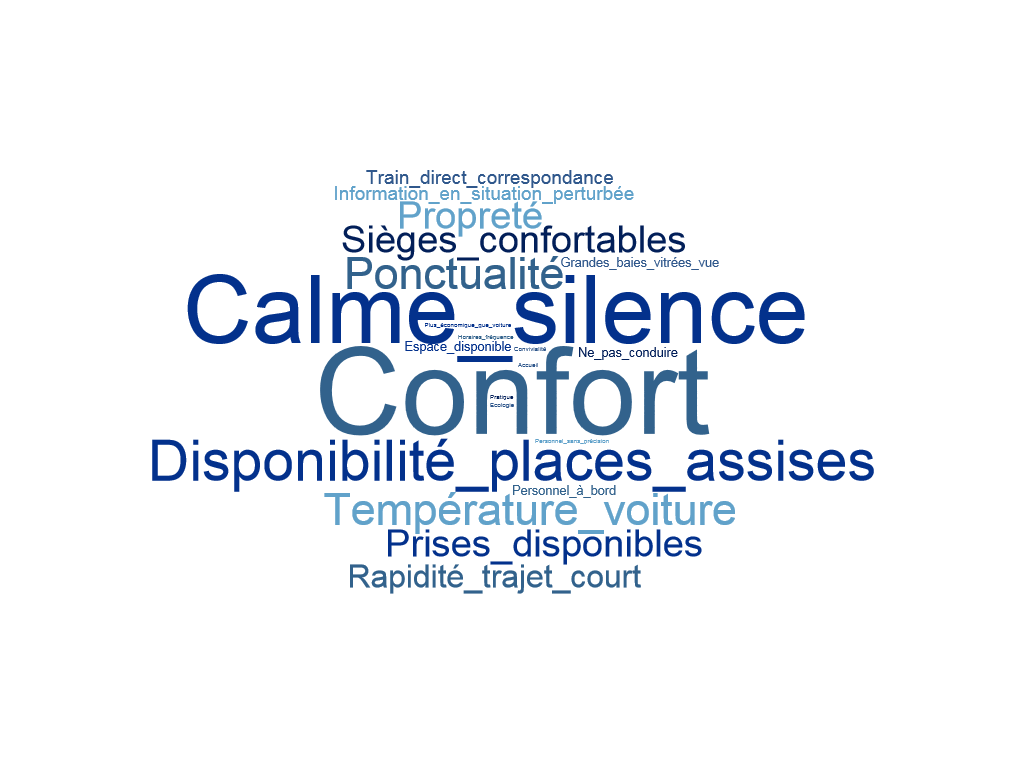 Train_direct_correspondance
Information_en_situation_perturbée
Propreté
Sièges_confortables
Grandes_baies_vitrées_vue
Ponctualité
Calme_silence
Plus_économique_que_voiture
Horaires_fréquence
Espace_disponible
Convivialité
Ne_pas_conduire
Accueil
Confort
Pratique
Ecologie
Personnel_sans_précision
Disponibilité_places_assises
Personnel_à_bord
Température_voiture
Prises_disponibles
Rapidité_trajet_court